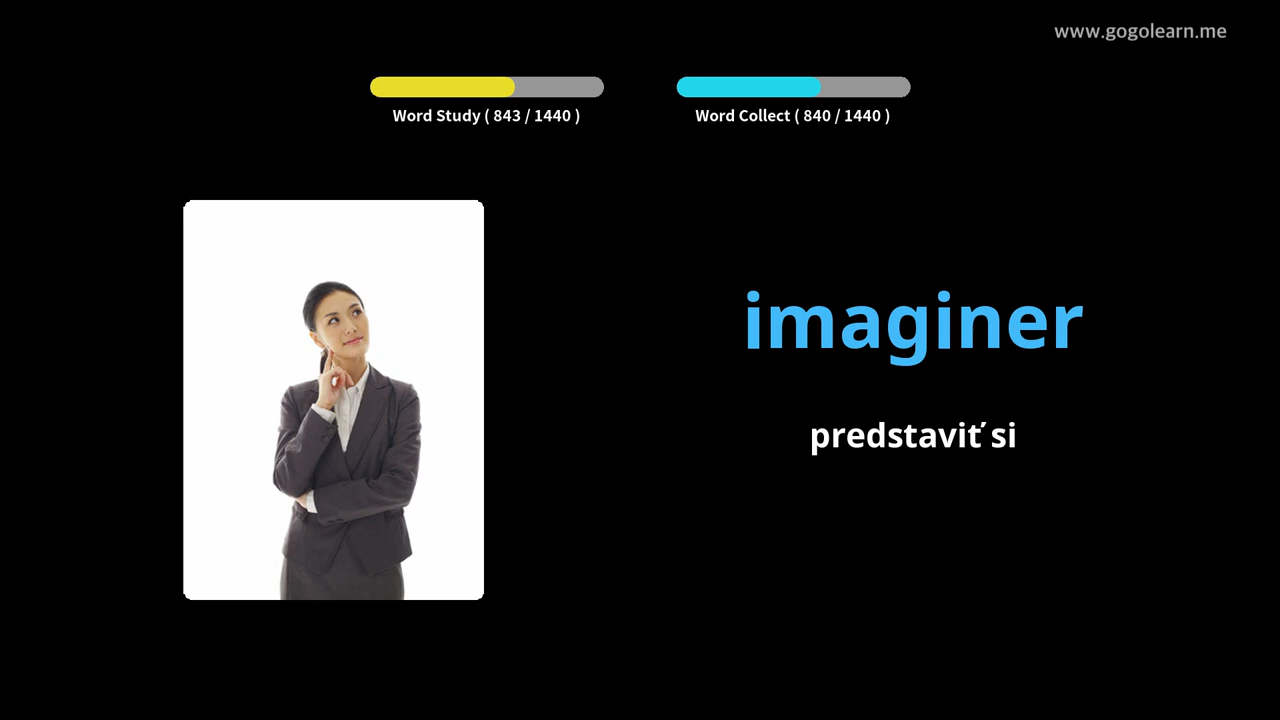 www.gogolearn.me
Word Study ( 843 / 1440 )
Word Collect ( 840 / 1440 )
imaginer
predstaviť si